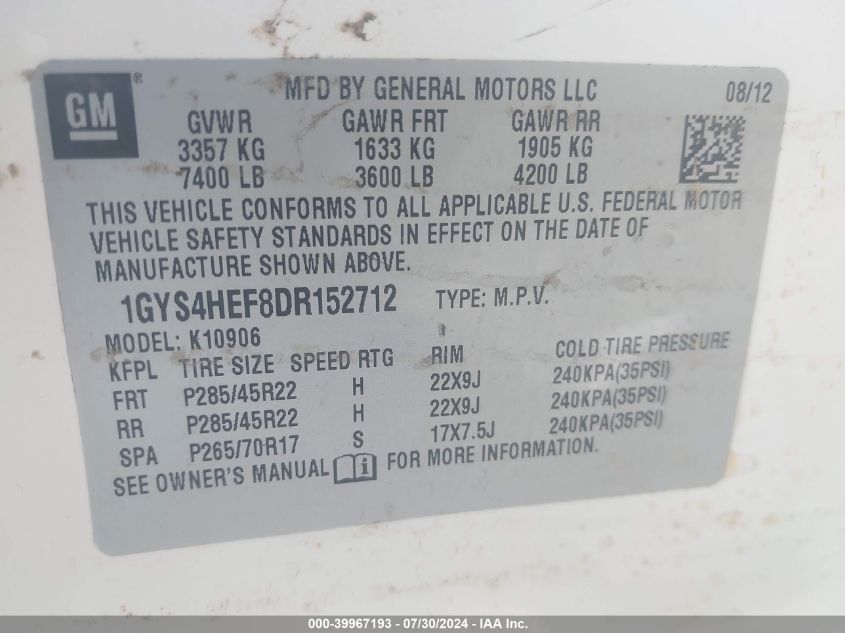 GM ®
MFD BY GENERAL MOTORS LLC 08/12
GVWR GAWR FRT GAWR RR
3357 KG 1633 KG 1905 KG
7400 LB 3600 LB 4200 LB
THIS VEHICLE CONFORMS TO ALL APPLICABLE U.S. FEDERAL MOTOR
VEHICLE SAFETY STANDARDS IN EFFECT ON THE DATE OF
MANUFACTURE SHOWN ABOVE.
1GYS4HEF8DR152712 TYPE: M.P.V.
MODEL: K10906
KFPL TIRE SIZE SPEED RTG RIM COLD TIRE PRESSURE
FRT P285/45R22 H 22X9J 240KPA(35PSI)
RR P285/45R22 H 22X9J 240KPA(35PSI)
SPA P265/70R17 S 17X7.5J 240KPA(35PSI)
SEE OWNER'S MANUAL i FOR MORE INFORMATION.
000-39967193 - 07/30/2024 - IAA Inc.